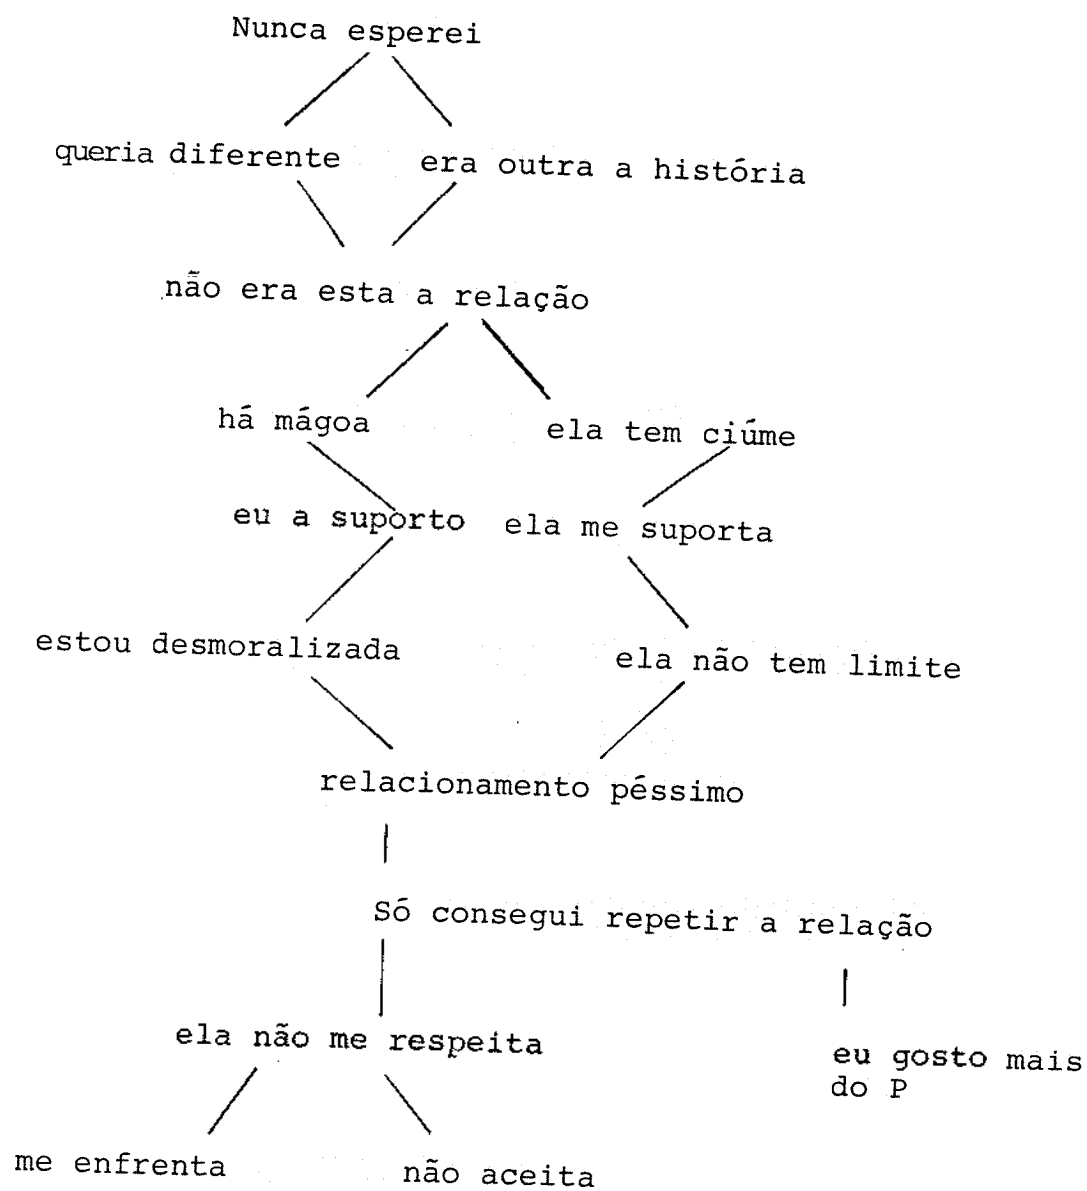 Nunca esperei
queria diferente era outra a história
não era esta a relação
há mágoa ela tem ciúme
eu a suporto ela me suporta
estou desmoralizada ela não tem limite
relacionamento péssimo
Só consegui repetir a relação
ela não me respeita eu gosto mais
do P
me enfrenta não aceita